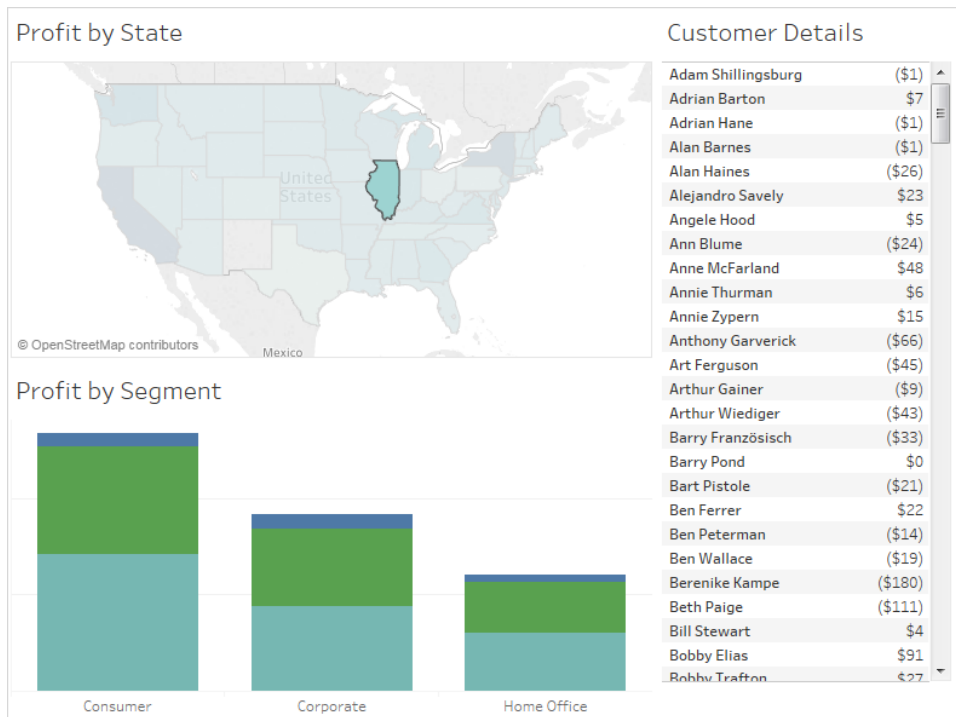 Profit by State
United
States
© OpenStreetMap contributors
Mexico
Profit by Segment
Consumer
Corporate
Home Office
Customer Details
Adam Shillingsburg ($1)
Adrian Barton $7
Adrian Hane ($1)
Alan Barnes ($1)
Alan Haines ($26)
Alejandro Savely $23
Angele Hood $5
Ann Blume ($24)
Anne McFarland $48
Annie Thurman $6
Annie Zypern $15
Anthony Garverick ($66)
Art Ferguson ($45)
Arthur Gainer ($9)
Arthur Wiediger ($43)
Barry Französisch ($33)
Barry Pond $0
Bart Pistole ($21)
Ben Ferrer $22
Ben Peterman ($14)
Ben Wallace ($19)
Berenike Kampe ($180)
Beth Paige ($111)
Bill Stewart $4
Bobby Elias $91
Bobby Trafton $27